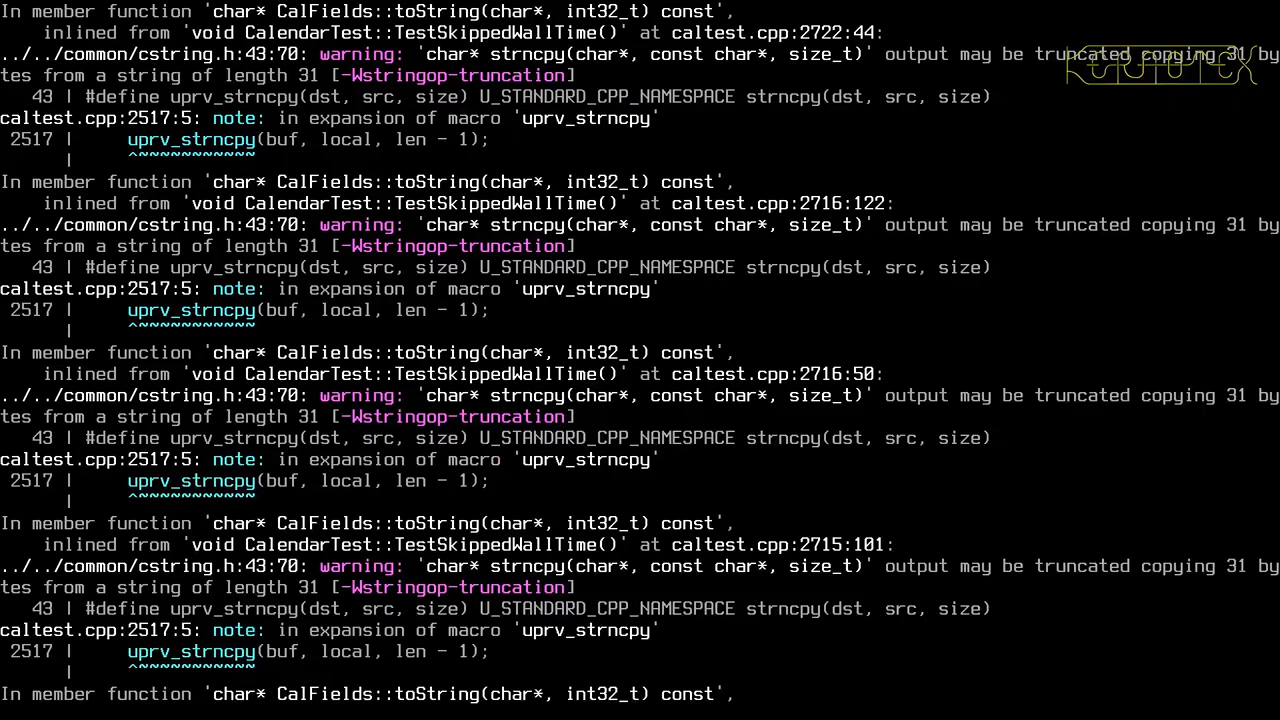 In member function 'char* CalFields::toString(char*, int32_t) const',
    inlined from 'void CalendarTest::TestSkippedWallTime()' at caltest.cpp:2722:44:
../../common/cstring.h:43:70: warning: 'char* strncpy(char*, const char*, size_t)' output may be truncated copying 31 by
tes from a string of length 31 [-Wstringop-truncation]
   43 | #define uprv_strncpy(dst, src, size) U_STANDARD_CPP_NAMESPACE strncpy(dst, src, size)
caltest.cpp:2517:5: note: in expansion of macro 'uprv_strncpy'
 2517 |     uprv_strncpy(buf, local, len - 1);
      |     ^~~~~~~~~~~~
In member function 'char* CalFields::toString(char*, int32_t) const',
    inlined from 'void CalendarTest::TestSkippedWallTime()' at caltest.cpp:2716:122:
../../common/cstring.h:43:70: warning: 'char* strncpy(char*, const char*, size_t)' output may be truncated copying 31 by
tes from a string of length 31 [-Wstringop-truncation]
   43 | #define uprv_strncpy(dst, src, size) U_STANDARD_CPP_NAMESPACE strncpy(dst, src, size)
caltest.cpp:2517:5: note: in expansion of macro 'uprv_strncpy'
 2517 |     uprv_strncpy(buf, local, len - 1);
      |     ^~~~~~~~~~~~
In member function 'char* CalFields::toString(char*, int32_t) const',
    inlined from 'void CalendarTest::TestSkippedWallTime()' at caltest.cpp:2716:50:
../../common/cstring.h:43:70: warning: 'char* strncpy(char*, const char*, size_t)' output may be truncated copying 31 by
tes from a string of length 31 [-Wstringop-truncation]
   43 | #define uprv_strncpy(dst, src, size) U_STANDARD_CPP_NAMESPACE strncpy(dst, src, size)
caltest.cpp:2517:5: note: in expansion of macro 'uprv_strncpy'
 2517 |     uprv_strncpy(buf, local, len - 1);
      |     ^~~~~~~~~~~~
In member function 'char* CalFields::toString(char*, int32_t) const',
    inlined from 'void CalendarTest::TestSkippedWallTime()' at caltest.cpp:2715:101:
../../common/cstring.h:43:70: warning: 'char* strncpy(char*, const char*, size_t)' output may be truncated copying 31 by
tes from a string of length 31 [-Wstringop-truncation]
   43 | #define uprv_strncpy(dst, src, size) U_STANDARD_CPP_NAMESPACE strncpy(dst, src, size)
caltest.cpp:2517:5: note: in expansion of macro 'uprv_strncpy'
 2517 |     uprv_strncpy(buf, local, len - 1);
      |     ^~~~~~~~~~~~
In member function 'char* CalFields::toString(char*, int32_t) const',